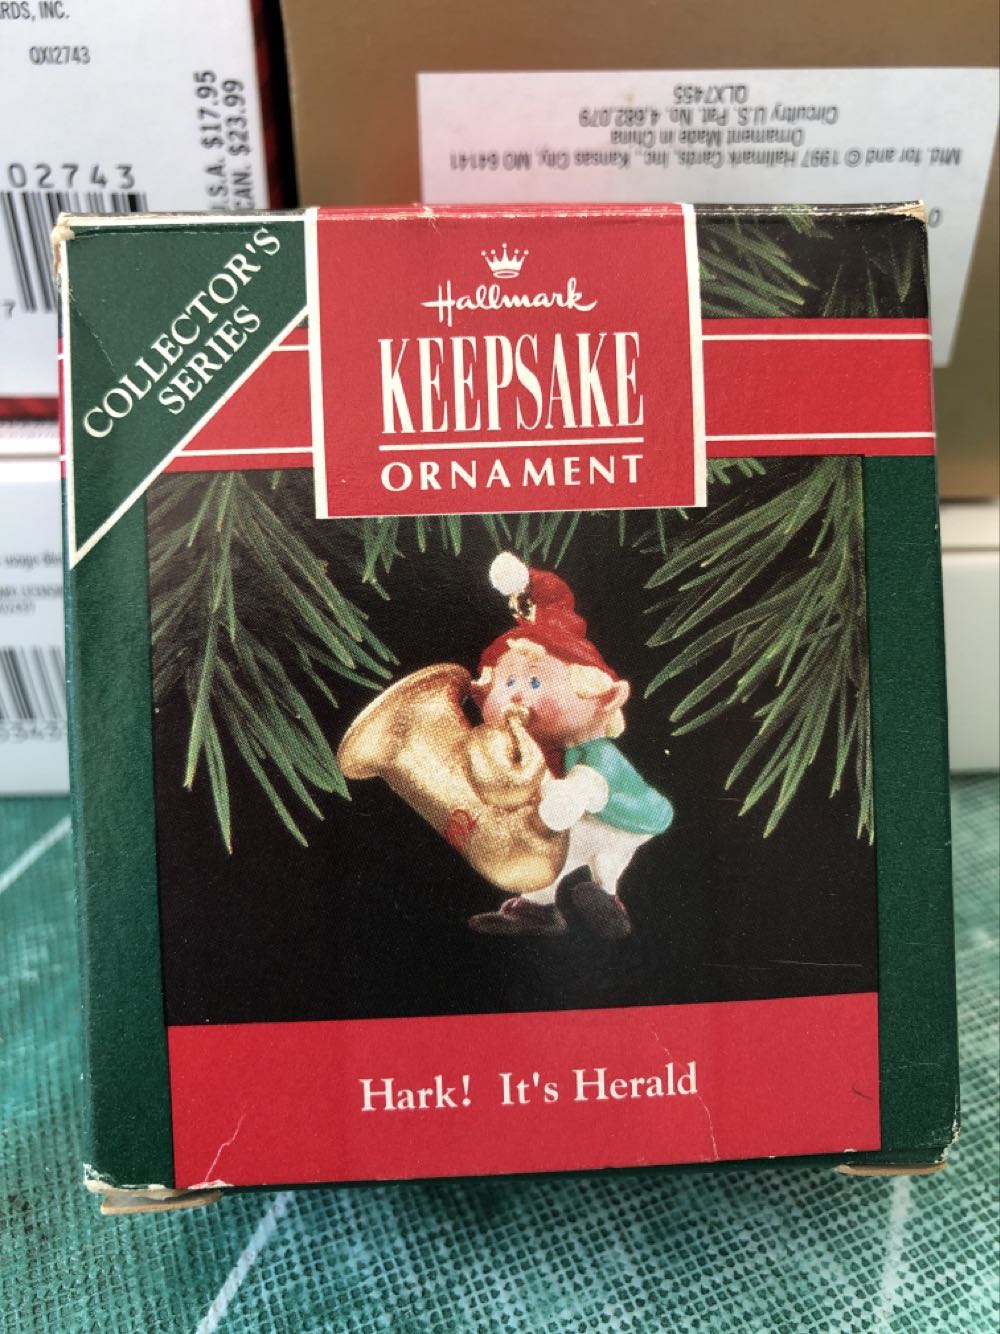 RDS, INC.
QXI2743
U.S.A. $17.95
CAN. $23.99
02743
7
Mfd. for and © 1997 Hallmark Cards, Inc., Kansas City, MO 64141
Ornament Made in China
Circuitry U.S. Pat. No. 4,682,079
QLX7455
COLLECTOR'S
SERIES
Hallmark
KEEPSAKE
ORNAMENT
92
Hark! It's Herald